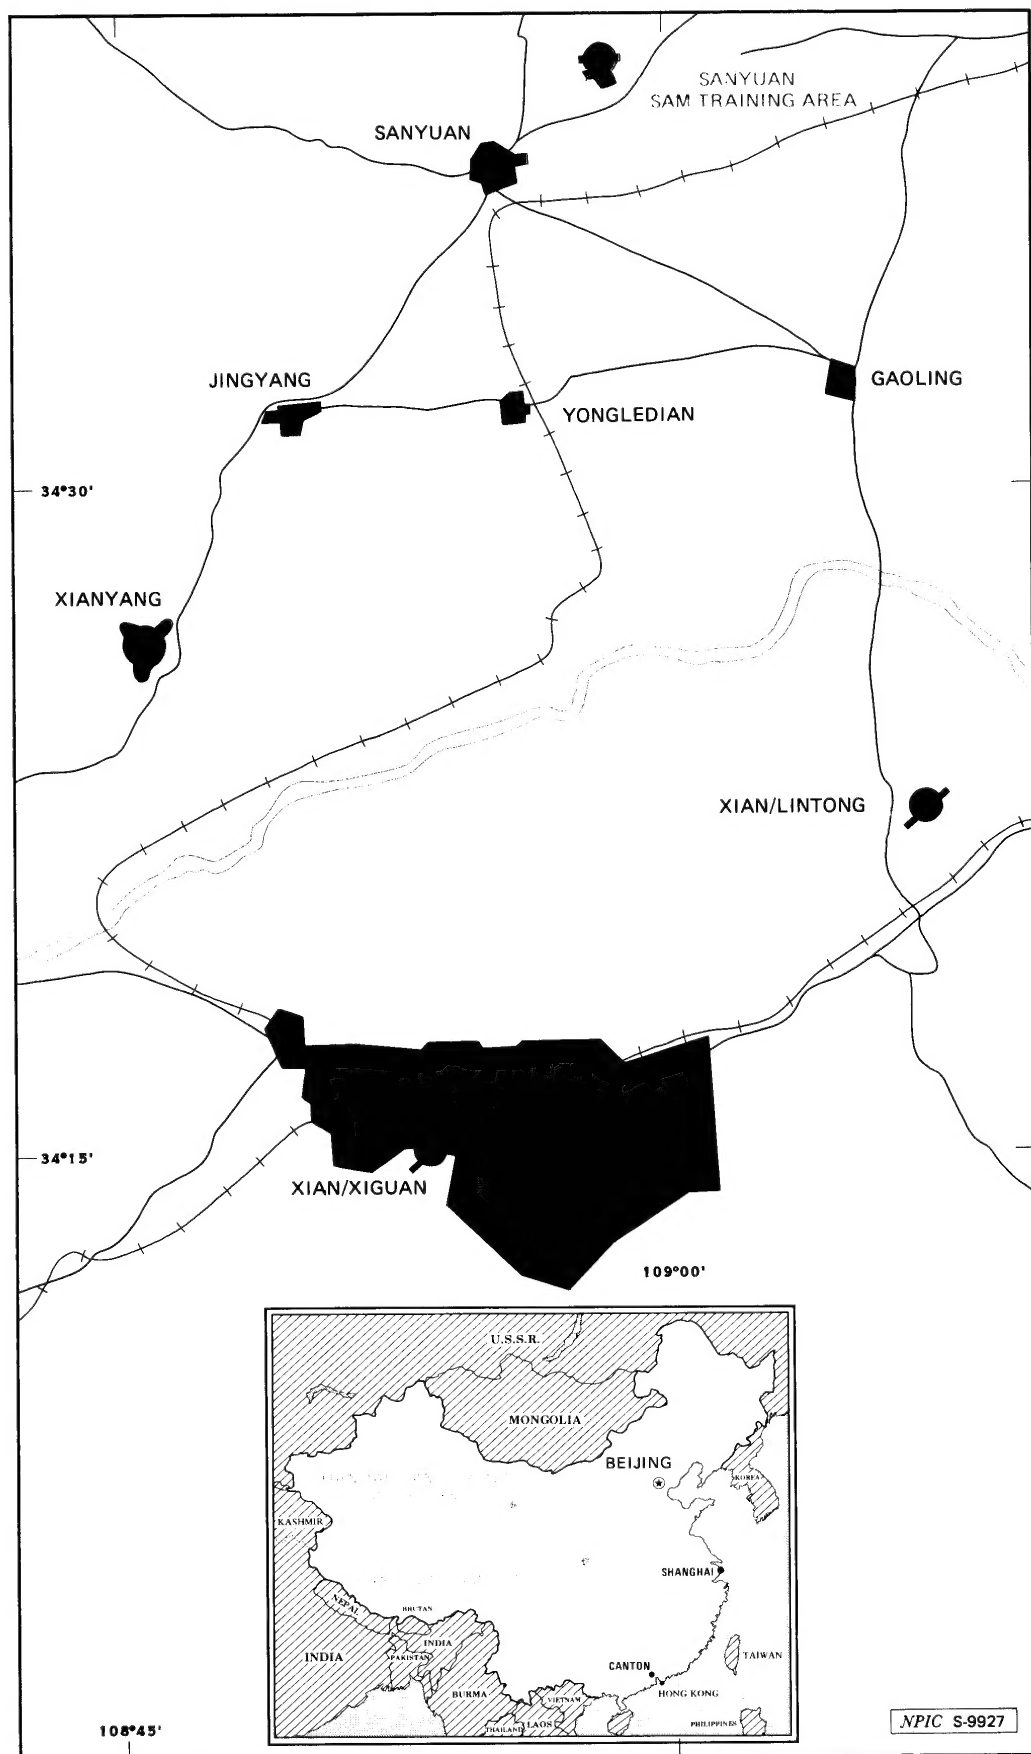 SANYUAN
SAM TRAINING AREA
SANYUAN
JINGYANG
GAOLING
YONGLEDIAN
34°30'
XIANYANG
XIAN/LINTONG
34°15'
XIAN/XIGUAN
109°00'
U.S.S.R.
MONGOLIA
BEIJING
KOREA
KASHMIR
SHANGHAI
NEPAL
BHUTAN
INDIA
INDIA
PAKISTAN
TAIWAN
CANTON
HONG KONG
BURMA
VIETNAM
THAILAND
LAOS
PHILIPPINES
108°45'
NPIC S-9927